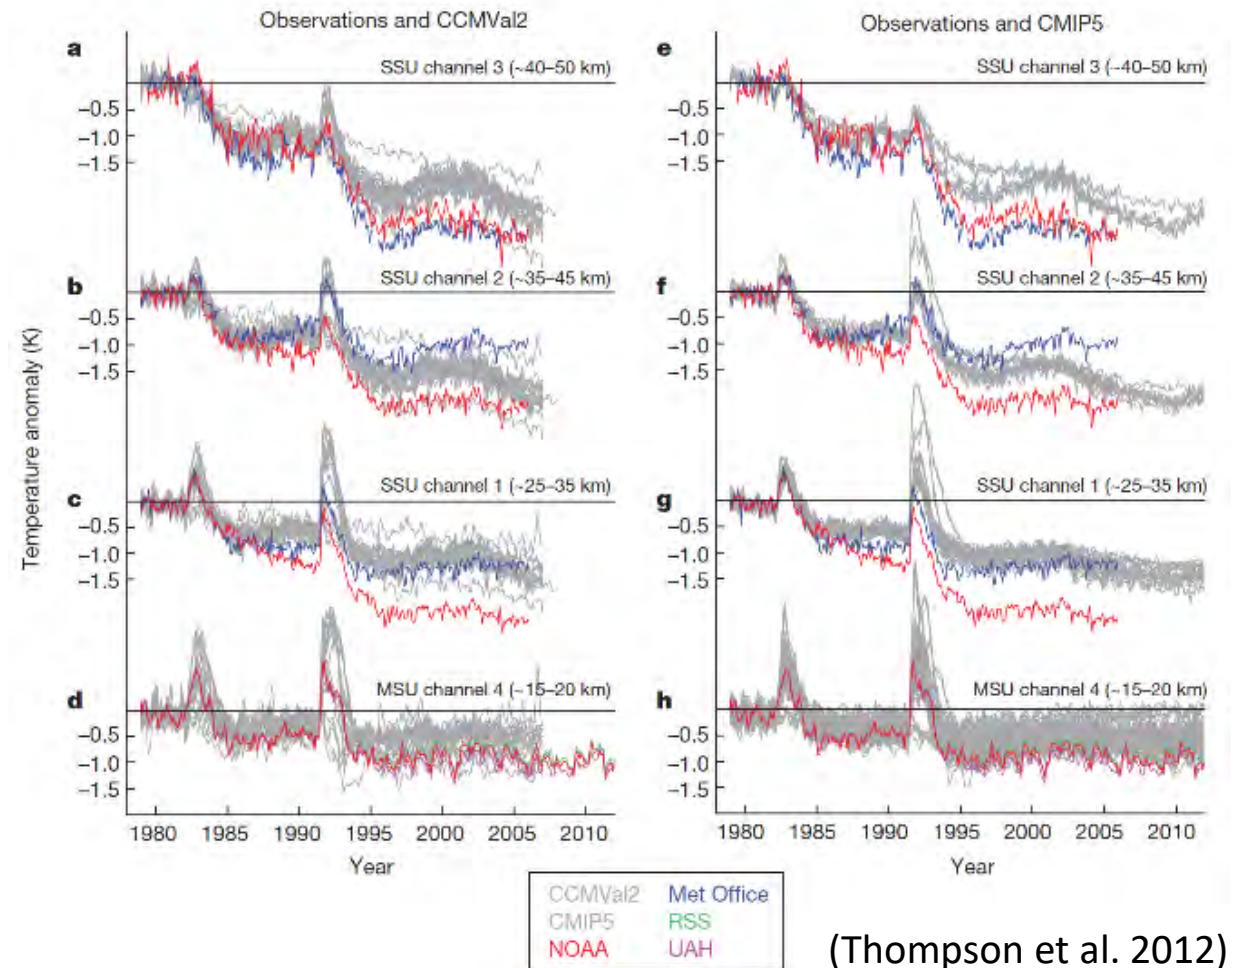 Observations and CCMVal2
Observations and CMIP5
a
SSU channel 3 (~40–50 km)
−0.5
−1.0
−1.5
b
SSU channel 2 (~35–45 km)
−0.5
−1.0
−1.5
c
SSU channel 1 (~25–35 km)
−0.5
−1.0
−1.5
d
MSU channel 4 (~15–20 km)
−0.5
−1.0
−1.5
Temperature anomaly (K)
1980 1985 1990 1995 2000 2005 2010
Year
e
SSU channel 3 (~40–50 km)
−0.5
−1.0
−1.5
f
SSU channel 2 (~35–45 km)
−0.5
−1.0
−1.5
g
SSU channel 1 (~25–35 km)
−0.5
−1.0
−1.5
h
MSU channel 4 (~15–20 km)
−0.5
−1.0
−1.5
1980 1985 1990 1995 2000 2005 2010
Year
CCMVal2 Met Office
CMIP5 RSS
NOAA UAH
(Thompson et al. 2012)